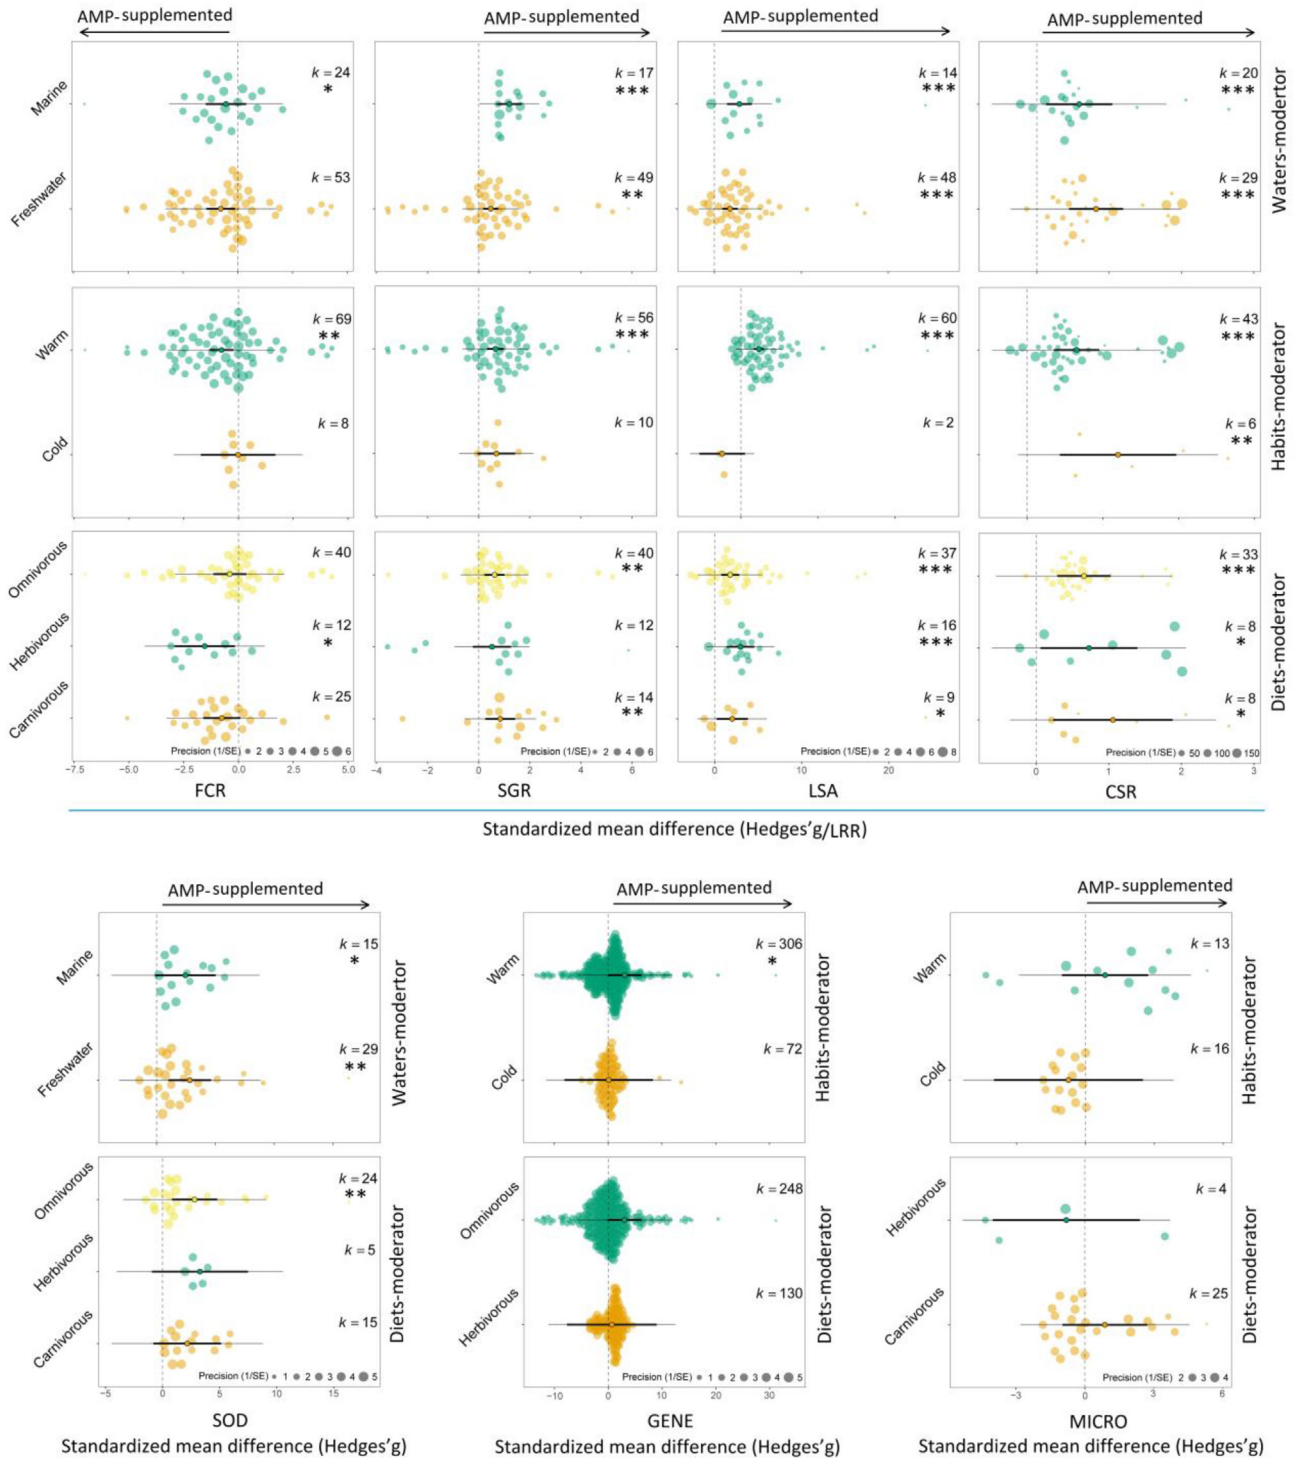 AMP-supplemented
AMP-supplemented
AMP-supplemented
AMP-supplemented
Marine
k = 24
*
k = 17
***
k = 14
***
k = 20
***
Freshwater
k = 53
k = 49
**
k = 48
***
k = 29
***
Waters-modertor
Warm
k = 69
**
k = 56
***
k = 60
***
k = 43
***
Cold
k = 8
k = 10
k = 2
k = 6
**
Habits-moderator
Omnivorous
k = 40
k = 40
**
k = 37
***
k = 33
***
Herbivorous
k = 12
*
k = 12
k = 16
***
k = 8
*
Carnivorous
k = 25
k = 14
**
k = 9
*
k = 8
*
Diets-moderator
Precision (1/SE) 2 3 4 5 6
Precision (1/SE) 2 4 6
Precision (1/SE) 2 4 6 8
Precision (1/SE) 50 100 150
−7.5 −5.0 −2.5 0.0 2.5 5.0
−4 −2 0 2 4 6
0 10 20
0 1 2 3
FCR
SGR
LSA
CSR
Standardized mean difference (Hedges'g/LRR)
AMP-supplemented
AMP-supplemented
AMP-supplemented
Marine
k = 15
*
Freshwater
k = 29
**
Waters-modertor
Warm
k = 306
*
Cold
k = 72
Habits-moderator
Warm
k = 13
Cold
k = 16
Habits-moderator
Omnivorous
k = 24
**
Herbivorous
k = 5
Carnivorous
k = 15
Diets-moderator
Omnivorous
k = 248
Herbivorous
k = 130
Diets-moderator
Herbivorous
k = 4
Carnivorous
k = 25
Diets-moderator
Precision (1/SE) 1 2 3 4 5
Precision (1/SE) 1 2 3 4 5
Precision (1/SE) 2 3 4
−5 0 5 10 15
−10 0 10 20 30
−3 0 3 6
SOD
GENE
MICRO
Standardized mean difference (Hedges'g)
Standardized mean difference (Hedges'g)
Standardized mean difference (Hedges'g)